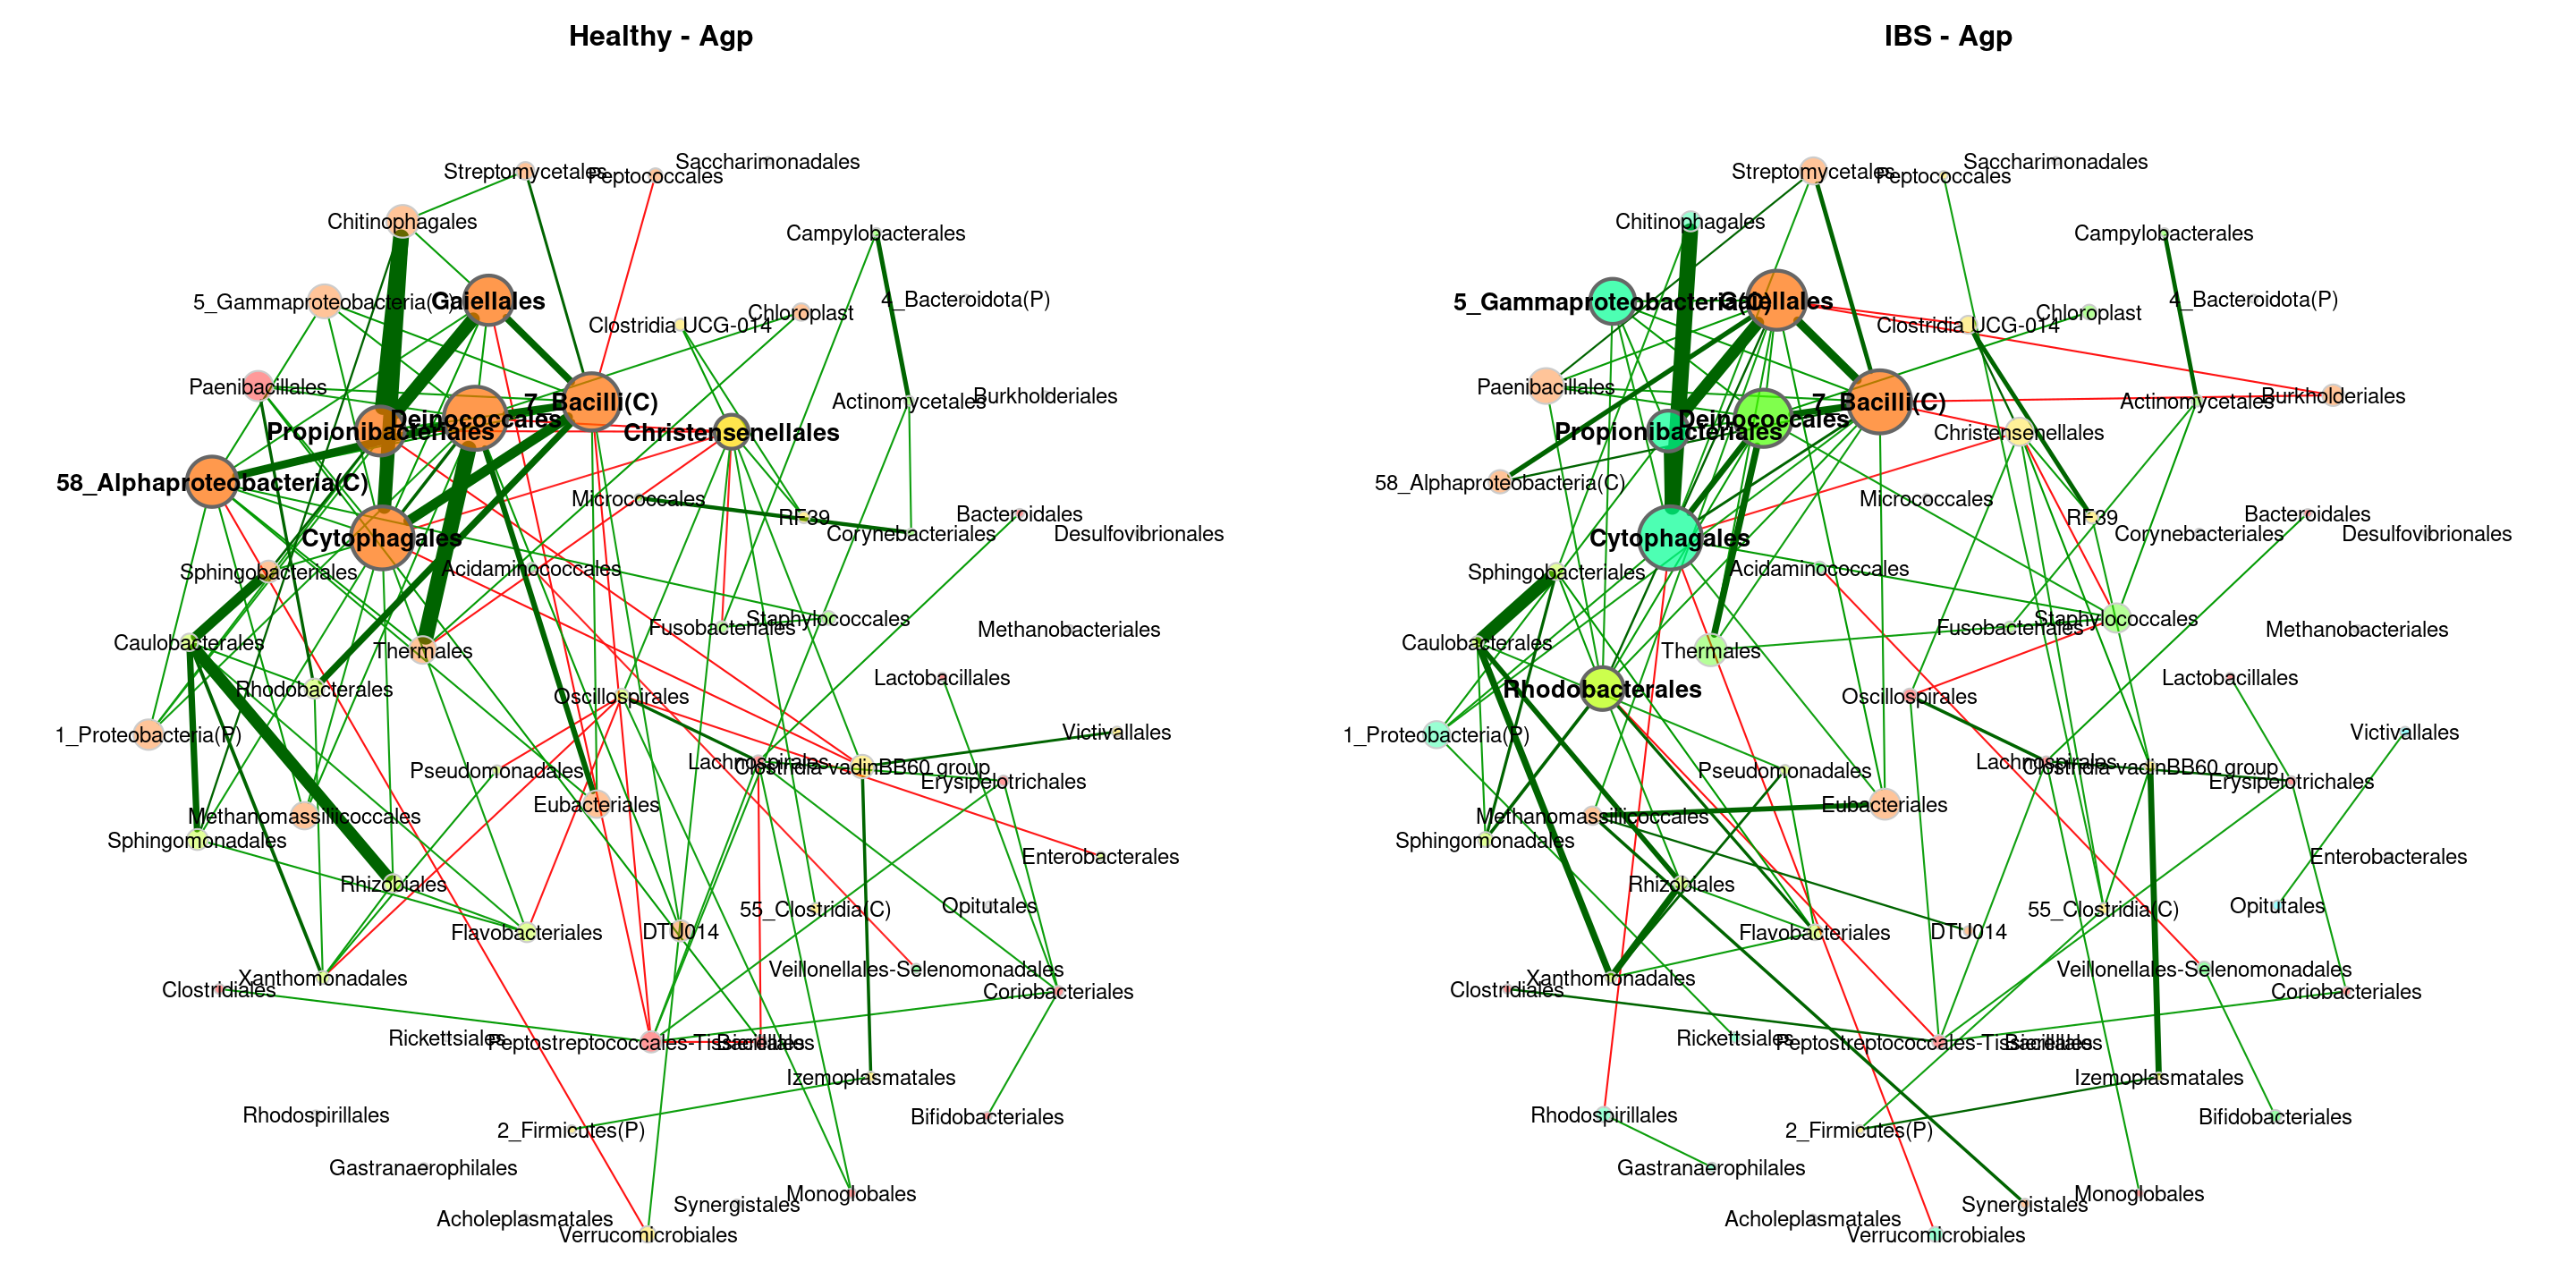 Healthy - Agp
Streptomycetales
Peptococcales
Saccharimonadales
Chitinophagales
Campylobacterales
5_Gammaproteobacteria(C)
Gaiellales
4_Bacteroidota(P)
Chloroplast
Clostridia UCG-014
Paenibacillales
Burkholderiales
7_Bacilli(C)
Actinomycetales
Deinococcales
Propionibacteriales
Christensenellales
58_Alphaproteobacteria(C)
Micrococcales
RF39
Bacteroidales
Corynebacteriales
Desulfovibrionales
Cytophagales
Sphingobacteriales
Acidaminococcales
Staphylococcales
Fusobacteriales
Methanobacteriales
Caulobacterales
Thermales
Lactobacillales
Rhodobacterales
Oscillospirales
1_Proteobacteria(P)
Victivallales
Lachnospirales
Clostridia vadinBB60 group
Pseudomonadales
Erysipelotrichales
Eubacteriales
Methanomassiliicoccales
Sphingomonadales
Enterobacterales
Rhizobiales
55_Clostridia(C)
Opitutales
Flavobacteriales
DTU014
Veillonellales-Selenomonadales
Xanthomonadales
Clostridiales
Coriobacteriales
Rickettsiales
Peptostreptococcales-Tissierellales
Bacillales
Izemoplasmatales
Rhodospirillales
Bifidobacteriales
2_Firmicutes(P)
Gastranaerophilales
Monoglobales
Synergistales
Acholeplasmatales
Verrucomicrobiales
IBS - Agp
Streptomycetales
Peptococcales
Saccharimonadales
Chitinophagales
Campylobacterales
5_Gammaproteobacteria(C)
Gaiellales
4_Bacteroidota(P)
Chloroplast
Clostridia UCG-014
Paenibacillales
Burkholderiales
7_Bacilli(C)
Actinomycetales
Deinococcales
Propionibacteriales
Christensenellales
58_Alphaproteobacteria(C)
Micrococcales
RF39
Bacteroidales
Corynebacteriales
Desulfovibrionales
Cytophagales
Sphingobacteriales
Acidaminococcales
Staphylococcales
Fusobacteriales
Methanobacteriales
Caulobacterales
Thermales
Lactobacillales
Rhodobacterales
Oscillospirales
1_Proteobacteria(P)
Victivallales
Lachnospirales
Clostridia vadinBB60 group
Pseudomonadales
Erysipelotrichales
Eubacteriales
Methanomassiliicoccales
Sphingomonadales
Enterobacterales
Rhizobiales
55_Clostridia(C)
Opitutales
Flavobacteriales
DTU014
Veillonellales-Selenomonadales
Xanthomonadales
Clostridiales
Coriobacteriales
Rickettsiales
Peptostreptococcales-Tissierellales
Bacillales
Izemoplasmatales
Rhodospirillales
Bifidobacteriales
2_Firmicutes(P)
Gastranaerophilales
Monoglobales
Synergistales
Acholeplasmatales
Verrucomicrobiales